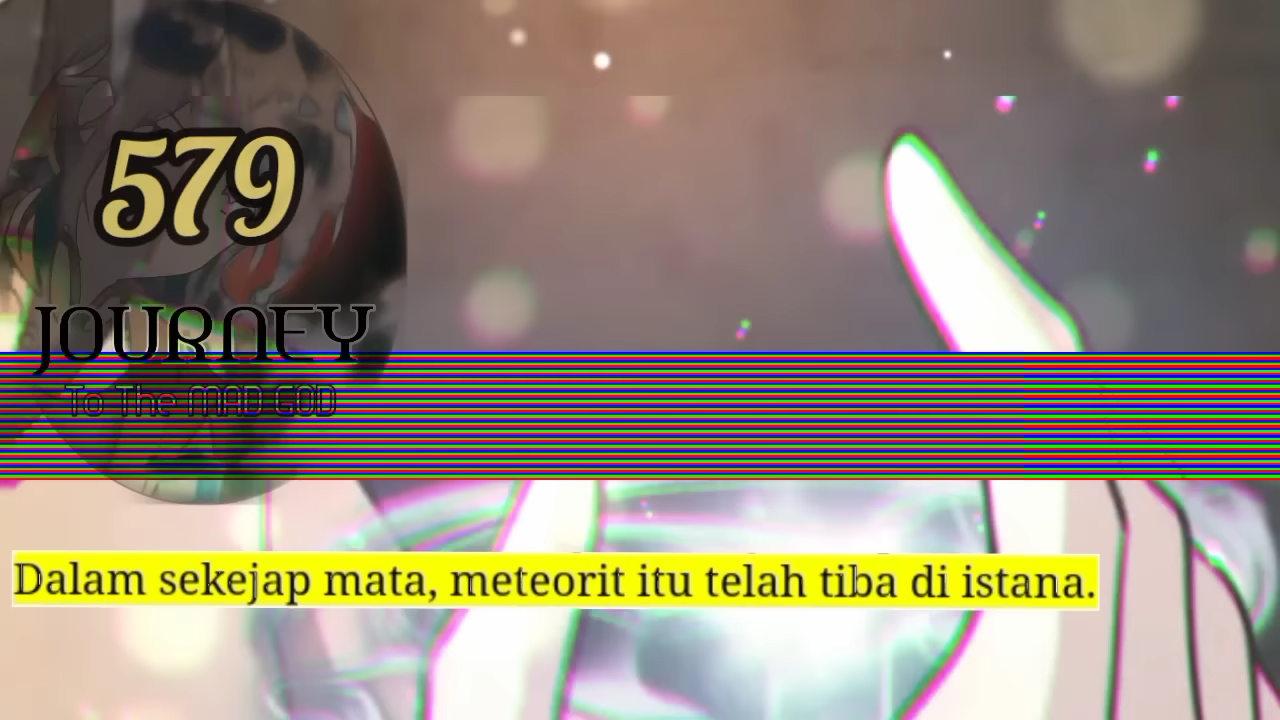 579
JOURNEY
To The MAD GOD
Dalam sekejap mata, meteorit itu telah tiba di istana.